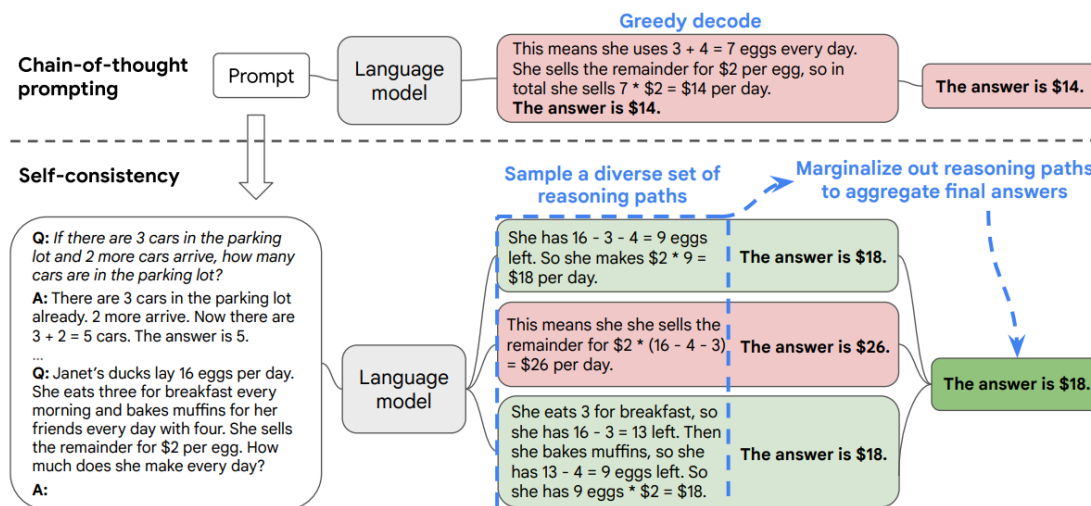 Greedy decode
Chain-of-thought
prompting
Prompt
Language
model
This means she uses 3 + 4 = 7 eggs every day.
She sells the remainder for $2 per egg, so in
total she sells 7 * $2 = $14 per day.
The answer is $14.
The answer is $14.
Self-consistency
Sample a diverse set of
reasoning paths
Marginalize out reasoning paths
to aggregate final answers
Q: If there are 3 cars in the parking
lot and 2 more cars arrive, how many
cars are in the parking lot?
A: There are 3 cars in the parking lot
already. 2 more arrive. Now there are
3 + 2 = 5 cars. The answer is 5.
...
Q: Janet's ducks lay 16 eggs per day.
She eats three for breakfast every
morning and bakes muffins for her
friends every day with four. She sells
the remainder for $2 per egg. How
much does she make every day?
A:
Language
model
She has 16 - 3 - 4 = 9 eggs
left. So she makes $2 * 9 =
$18 per day.
The answer is $18.
This means she she sells the
remainder for $2 * (16 - 4 - 3)
= $26 per day.
The answer is $26.
She eats 3 for breakfast, so
she has 16 - 3 = 13 left. Then
she bakes muffins, so she
has 13 - 4 = 9 eggs left. So
she has 9 eggs * $2 = $18.
The answer is $18.
The answer is $18.